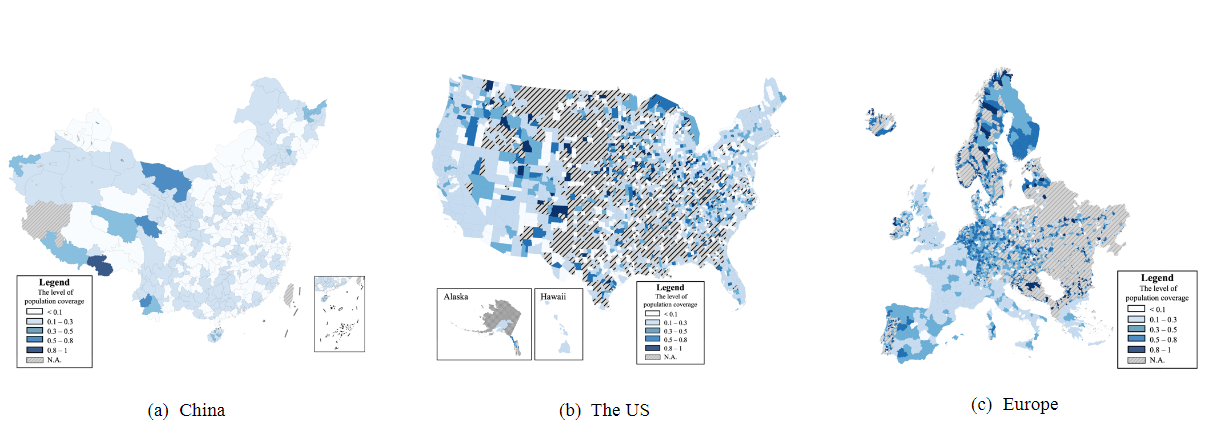 Legend
The level of
population coverage
< 0.1
0.1 – 0.3
0.3 – 0.5
0.5 – 0.8
0.8 – 1
N.A.
(a) China
Alaska
Hawaii
Legend
The level of
population coverage
< 0.1
0.1 – 0.3
0.3 – 0.5
0.5 – 0.8
0.8 – 1
N.A.
(b) The US
Legend
The level of
population coverage
< 0.1
0.1 – 0.3
0.3 – 0.5
0.5 – 0.8
0.8 – 1
N.A.
(c) Europe